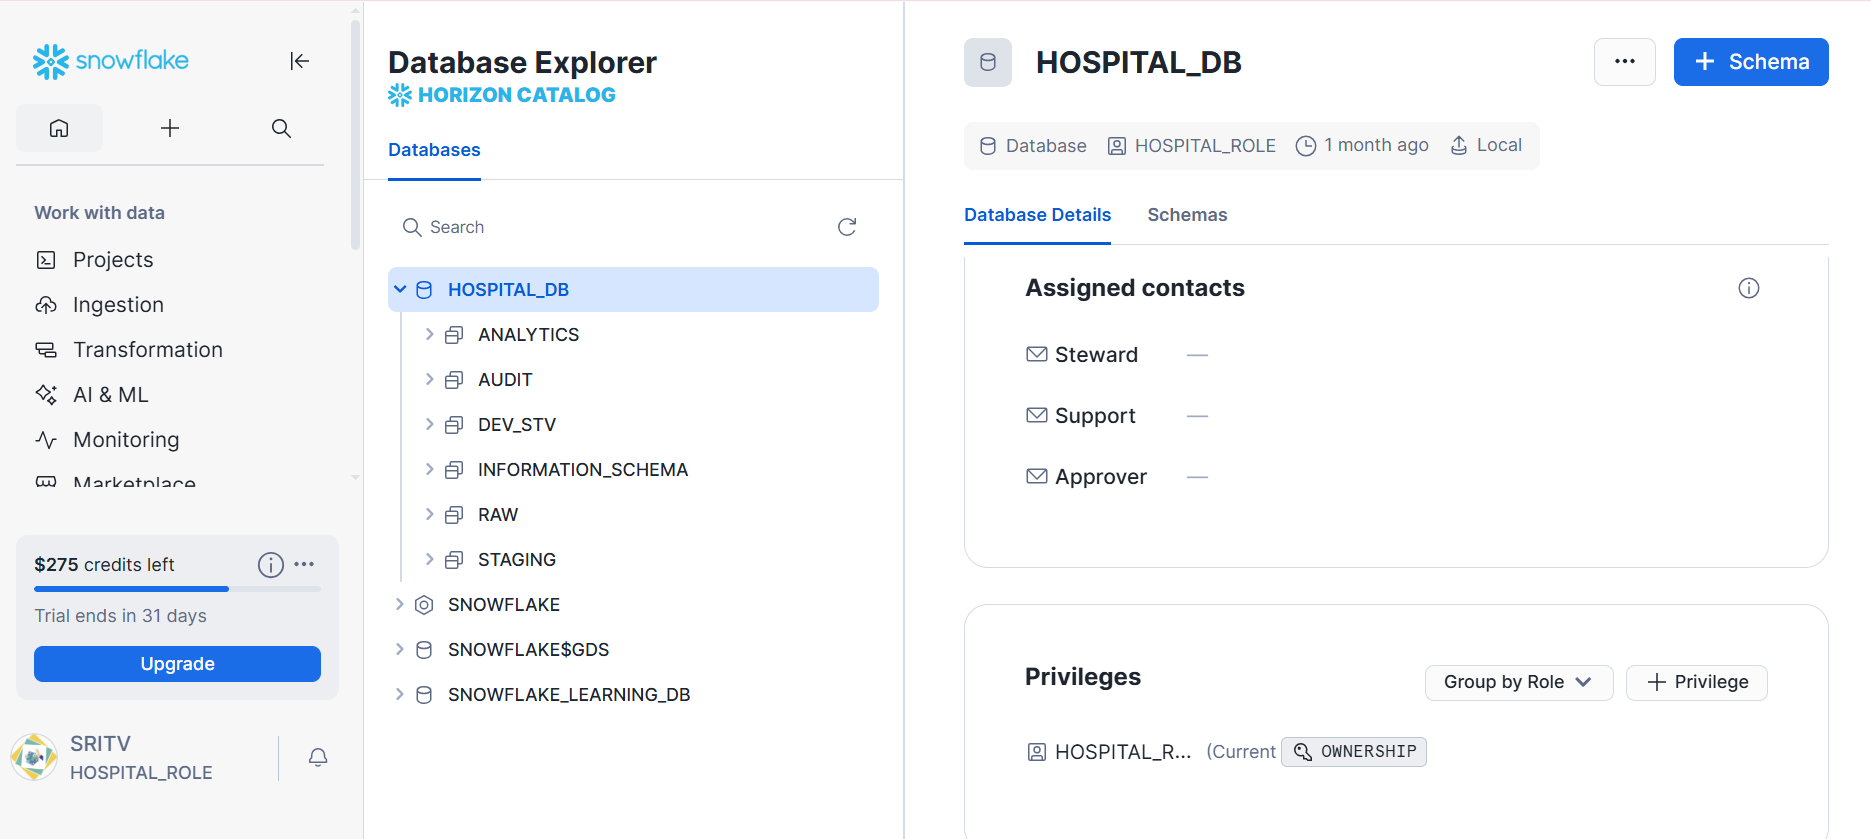 snowflake
Work with data
Projects
Ingestion
Transformation
AI & ML
Monitoring
Marketplace
$275 credits left
Trial ends in 31 days
Upgrade
SRITV
HOSPITAL_ROLE
Database Explorer
HORIZON CATALOG
Databases
Search
HOSPITAL_DB
ANALYTICS
AUDIT
DEV_STV
INFORMATION_SCHEMA
RAW
STAGING
SNOWFLAKE
SNOWFLAKE$GDS
SNOWFLAKE_LEARNING_DB
HOSPITAL_DB
... + Schema
Database HOSPITAL_ROLE 1 month ago Local
Database Details Schemas
Assigned contacts
Steward —
Support —
Approver —
Privileges
Group by Role + Privilege
HOSPITAL_R... (Current OWNERSHIP